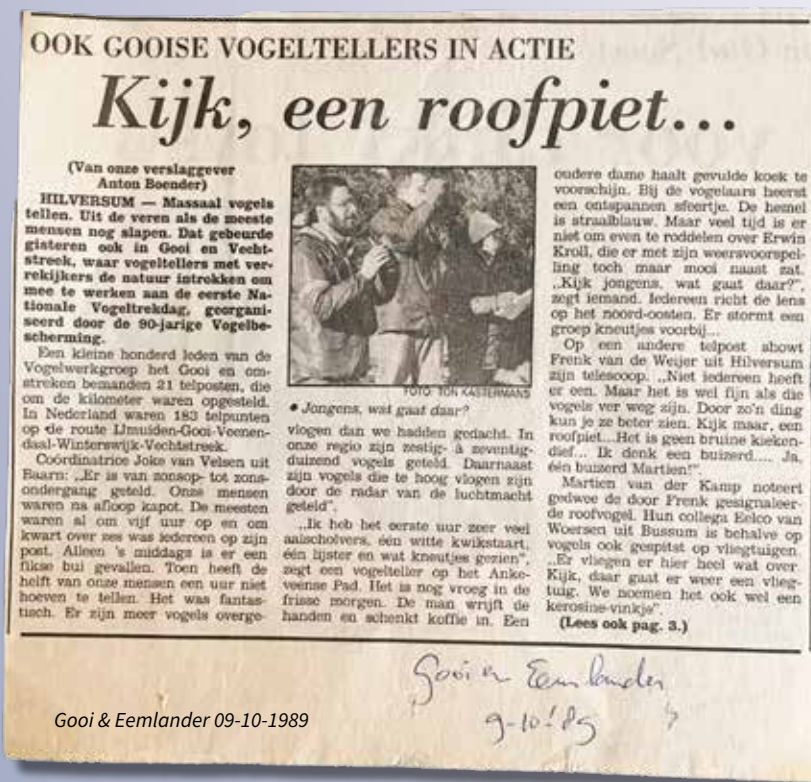 OOK GOOISE VOGELTELLERS IN ACTIE
Kijk, een roofpiet...
(Van onze verslaggever
Anton Boender)
HILVERSUM — Massaal vogels
tellen. Uit de veren als de meeste
mensen nog slapen. Dat gebeurde
gisteren ook in Gooi en Vecht-
streek, waar vogeltellers met ver-
rekijkers de natuur introkken om
mee te werken aan de eerste Na-
tionale Vogeltrekdag, georgani-
seerd door de 90-jarige Vogelbe-
scherming.
Een kleine honderd leden van de
Vogelwerkgroep het Gooi en om-
streken bemanden 21 telposten, die
om de kilometer waren opgesteld.
In Nederland waren 183 telpunten
op de route IJmuiden-Gooi-Veenen-
daal-Winterswijk-Vechtstreek.
Coördinatrice Joke van Velsen uit
Baarn: „Er is van zonsop- tot zons-
ondergang geteld. Onze mensen
waren na afloop kapot. De meesten
waren al om vijf uur op en om
kwart over zes was iedereen op zijn
post. Alleen 's middags is er een
fikse bui gevallen. Toen heeft de
helft van onze mensen een uur niet
hoeven te tellen. Het was fantas-
tisch. Er zijn meer vogels overge-
FOTO: TON KASTERMANS
• Jongens, wat gaat daar?
vlogen dan we hadden gedacht. In
onze regio zijn zestig- à zeventig-
duizend vogels geteld. Daarnaast
zijn vogels die te hoog vlogen zijn
door de radar van de luchtmacht
geteld".
„Ik heb het eerste uur zeer veel
aalscholvers, één witte kwikstaart,
één lijster en wat kneutjes gezien",
zegt een vogelteller op het Anke-
veense Pad. Het is nog vroeg in de
frisse morgen. De man wrijft de
handen en schenkt koffie in. Een
oudere dame haalt gevulde koek te
voorschijn. Bij de vogelaars heerst
een ontspannen sfeertje. De hemel
is straalblauw. Maar veel tijd is er
niet om even te roddelen over Erwin
Kroll, die er met zijn weersvoorspel-
ling toch maar mooi naast zat.
„Kijk jongens, wat gaat daar?",
zegt iemand. Iedereen richt de lens
op het noord-oosten. Er stormt een
groep kneutjes voorbij...
Op een andere telpost showt
Frenk van de Weijer uit Hilversum
zijn telescoop. „Niet iedereen heeft
er een. Maar het is wel fijn als die
vogels ver weg zijn. Door zo'n ding
kun je ze beter zien. Kijk maar, een
roofpiet...Het is geen bruine kieken-
dief... Ik denk een buizerd.... Ja,
één buizerd Martien!".
Martien van der Kamp noteert
gedwee de door Frenk gesignaleer-
de roofvogel. Hun collega Eelco van
Woersen uit Bussum is behalve op
vogels ook gespitst op vliegtuigen.
„Er vliegen er hier heel wat over.
Kijk, daar gaat er weer een vlieg-
tuig. We noemen het ook wel een
kerosine-vinkje".
(Lees ook pag. 3.)
Gooi en Eemlander
9-10-'89
Gooi & Eemlander 09-10-1989